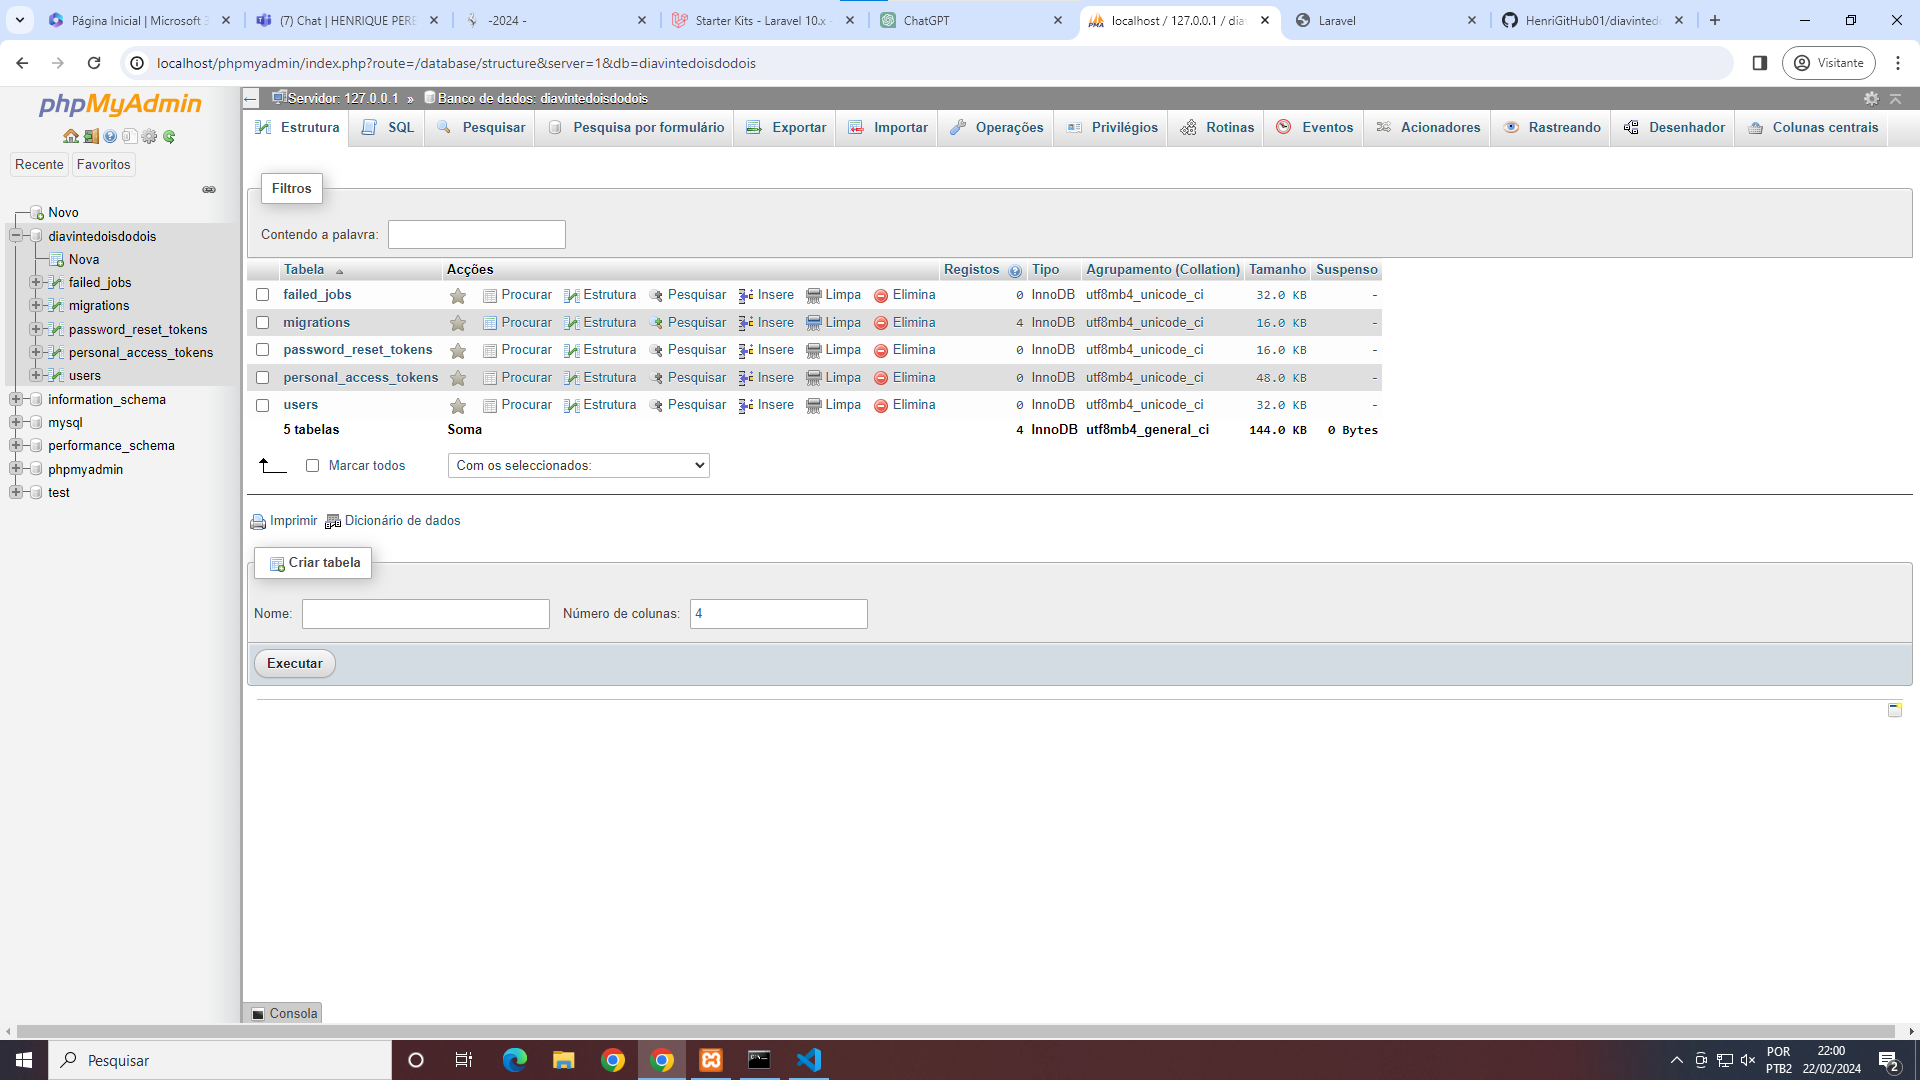 Página Inicial | Microsoft 3
(7) Chat | HENRIQUE PERE
-2024 -
Starter Kits - Laravel 10.x -
ChatGPT
localhost / 127.0.0.1 / dia
Laravel
HenriGitHub01/diavintedo
localhost/phpmyadmin/index.php?route=/database/structure&server=1&db=diavintedoisdodois
Visitante
phpMyAdmin
Recente
Favoritos
Novo
diavintedoisdodois
Nova
failed_jobs
migrations
password_reset_tokens
personal_access_tokens
users
information_schema
mysql
performance_schema
phpmyadmin
test
Servidor: 127.0.0.1 » Banco de dados: diavintedoisdodois
Estrutura SQL Pesquisar Pesquisa por formulário Exportar Importar Operações Privilégios Rotinas Eventos Acionadores Rastreando Desenhador Colunas centrais
Filtros
Contendo a palavra:
Tabela Acções Registos Tipo Agrupamento (Collation) Tamanho Suspenso
failed_jobs Procurar Estrutura Pesquisar Insere Limpa Elimina 0 InnoDB utf8mb4_unicode_ci 32.0 KB -
migrations Procurar Estrutura Pesquisar Insere Limpa Elimina 4 InnoDB utf8mb4_unicode_ci 16.0 KB -
password_reset_tokens Procurar Estrutura Pesquisar Insere Limpa Elimina 0 InnoDB utf8mb4_unicode_ci 16.0 KB -
personal_access_tokens Procurar Estrutura Pesquisar Insere Limpa Elimina 0 InnoDB utf8mb4_unicode_ci 48.0 KB -
users Procurar Estrutura Pesquisar Insere Limpa Elimina 0 InnoDB utf8mb4_unicode_ci 32.0 KB -
5 tabelas Soma 4 InnoDB utf8mb4_general_ci 144.0 KB 0 Bytes
Marcar todos Com os seleccionados:
Imprimir Dicionário de dados
Criar tabela
Nome: Número de colunas: 4
Executar
Consola
Pesquisar
POR
PTB2
22:00
22/02/2024
2